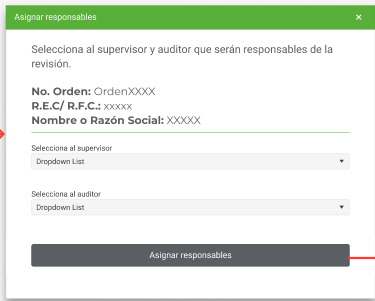 Asignar responsables ×
Selecciona al supervisor y auditor que serán responsables de la
revisión.
No. Orden: OrdenXXXX
R.E.C/ R.F.C.: xxxxx
Nombre o Razón Social: XXXXX
Selecciona al supervisor
Dropdown List
Selecciona al auditor
Dropdown List
Asignar responsables